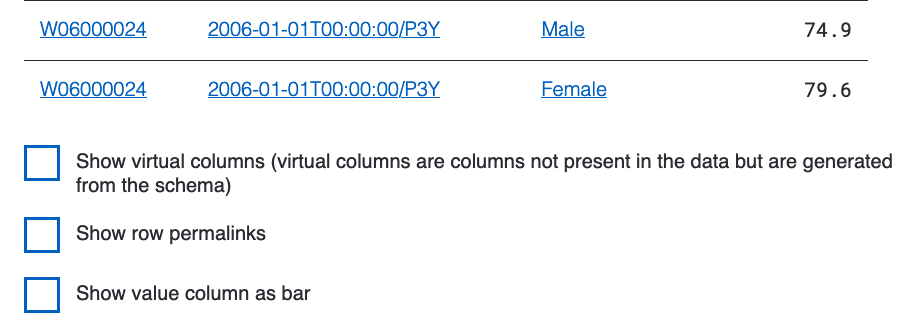 W06000024 2006-01-01T00:00:00/P3Y Male 74.9
W06000024 2006-01-01T00:00:00/P3Y Female 79.6
Show virtual columns (virtual columns are columns not present in the data but are generated
from the schema)
Show row permalinks
Show value column as bar